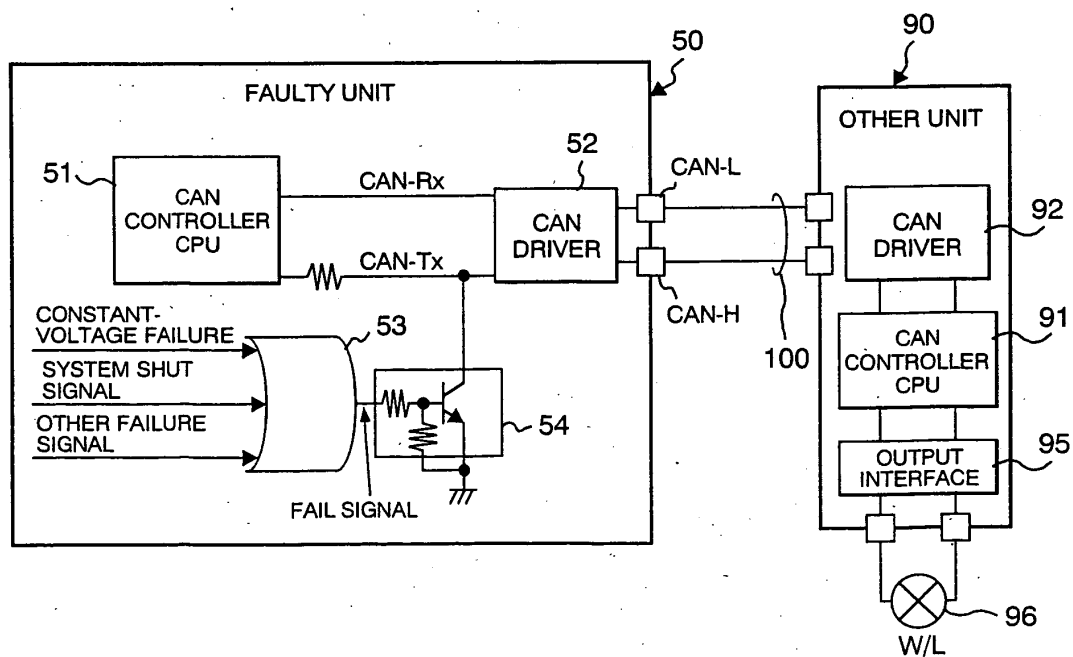 50
90
FAULTY UNIT
OTHER UNIT
51
CAN
CONTROLLER
CPU
CAN-Rx
CAN-Tx
52
CAN
DRIVER
CAN-L
CAN-H
100
CAN
DRIVER
92
CONSTANT-
VOLTAGE FAILURE
SYSTEM SHUT
SIGNAL
OTHER FAILURE
SIGNAL
53
54
FAIL SIGNAL
CAN
CONTROLLER
CPU
91
OUTPUT
INTERFACE
95
96
W/L